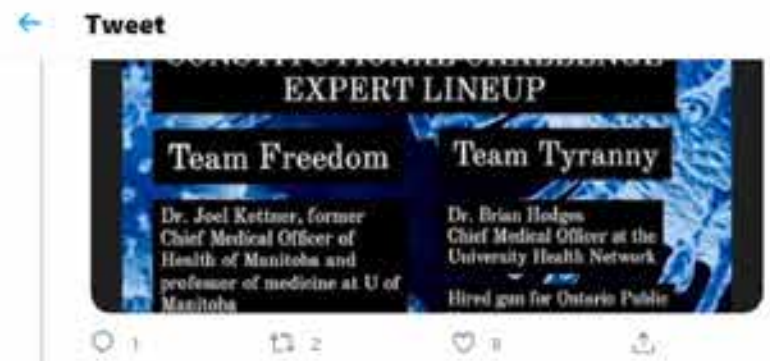 Tweet
CONSTITUTIONAL CHALLENGE
EXPERT LINEUP
Team Freedom
Dr. Joel Kettner, former
Chief Medical Officer of
Health of Manitoba and
professor of medicine at U of
Manitoba
Team Tyranny
Dr. Brian Hodges
Chief Medical Officer at the
University Health Network
Hired gun for Ontario Public
1
2
8